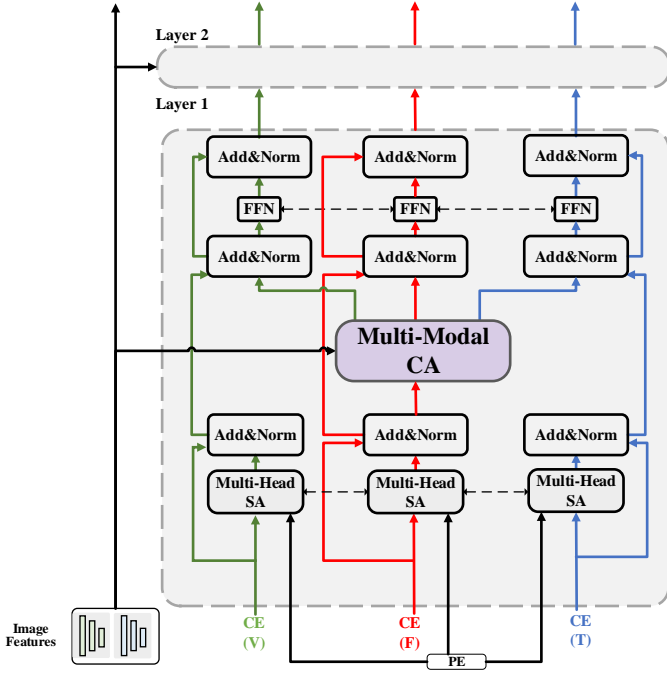 Layer 2
Layer 1
Add&Norm
Add&Norm
Add&Norm
FFN
FFN
FFN
Add&Norm
Add&Norm
Add&Norm
Multi-Modal
CA
Add&Norm
Add&Norm
Add&Norm
Multi-Head
SA
Multi-Head
SA
Multi-Head
SA
Image
Features
CE
(V)
CE
(F)
CE
(T)
PE